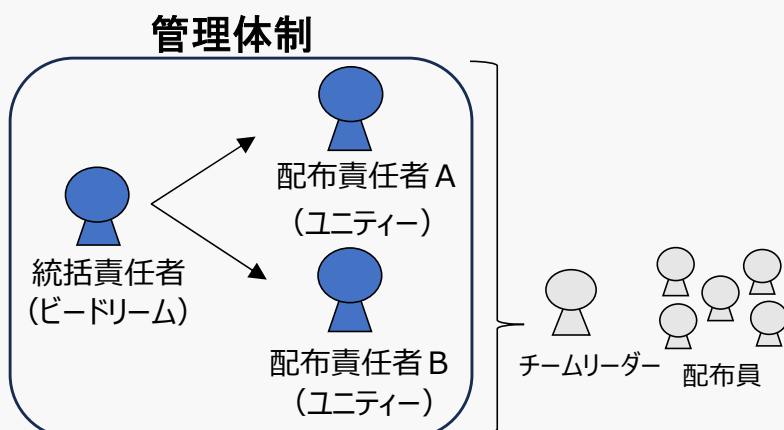 管理体制
配布責任者A
（ユニティー）
統括責任者
（ビードリーム）
配布責任者B
（ユニティー）
チームリーダー
配布員